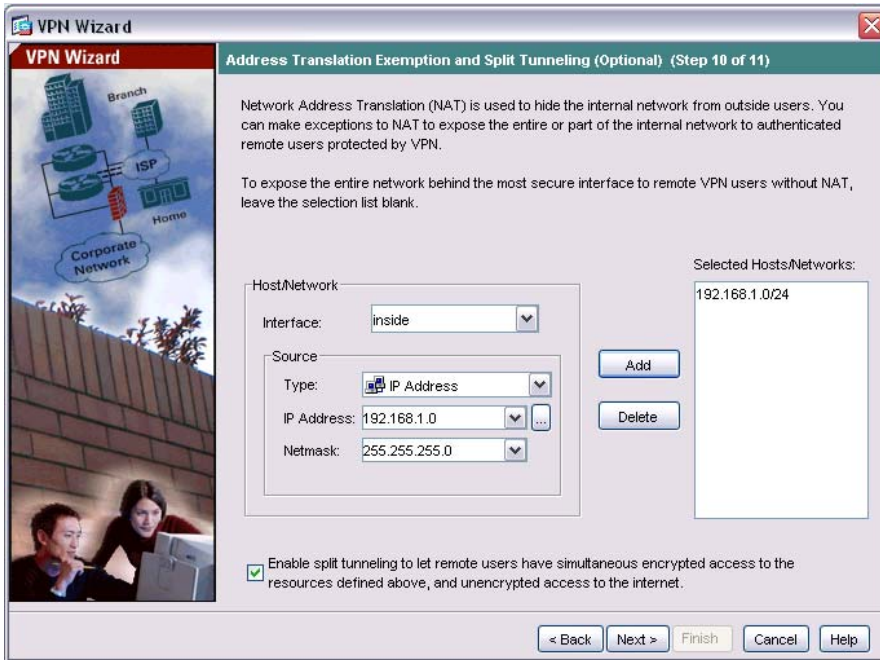 VPN Wizard
VPN Wizard
Branch
ISP
Home
Corporate
Network
Address Translation Exemption and Split Tunneling (Optional) (Step 10 of 11)
Network Address Translation (NAT) is used to hide the internal network from outside users. You
can make exceptions to NAT to expose the entire or part of the internal network to authenticated
remote users protected by VPN.
To expose the entire network behind the most secure interface to remote VPN users without NAT,
leave the selection list blank.
Host/Network
Interface: inside
Source
Type: IP Address
IP Address: 192.168.1.0 ...
Netmask: 255.255.255.0
Add
Delete
Selected Hosts/Networks:
192.168.1.0/24
Enable split tunneling to let remote users have simultaneous encrypted access to the
resources defined above, and unencrypted access to the internet.
< Back Next > Finish Cancel Help